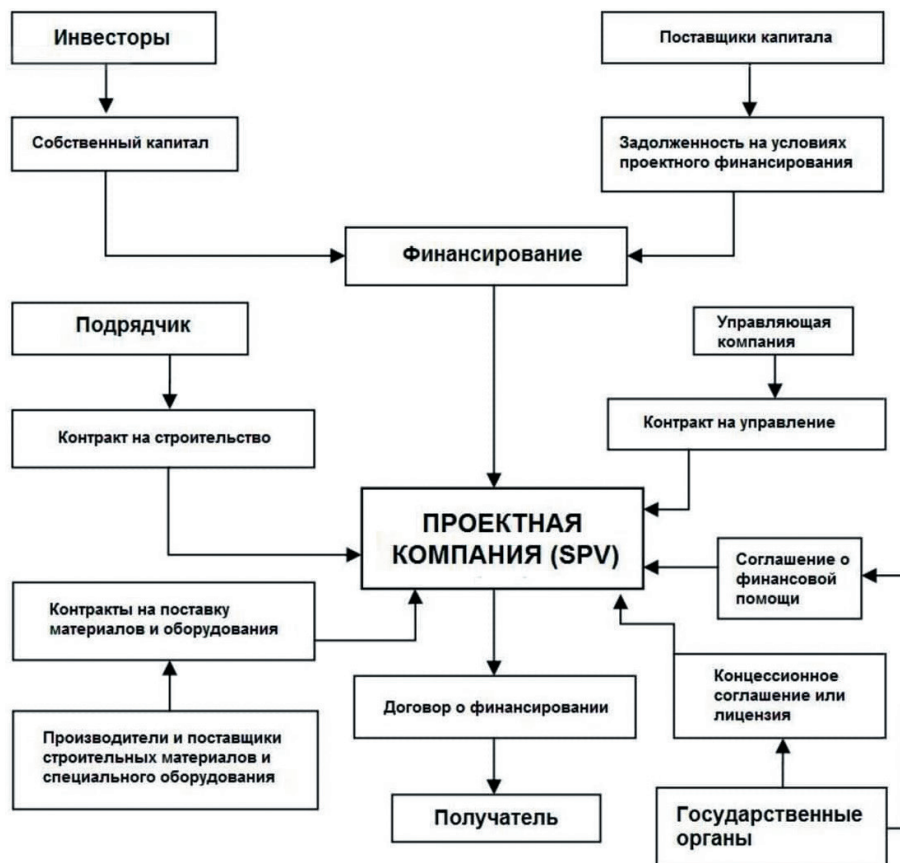 Инвесторы
Поставщики капитала
Собственный капитал
Задолженность на условиях
проектного финансирования
Финансирование
Подрядчик
Управляющая
компания
Контракт на строительство
Контракт на управление
ПРОЕКТНАЯ
КОМПАНИЯ (SPV)
Соглашение о
финансовой
помощи
Контракты на поставку
материалов и оборудования
Концессионное
соглашение или
лицензия
Договор о финансировании
Производители и поставщики
строительных материалов и
специального оборудования
Получатель
Государственные
органы